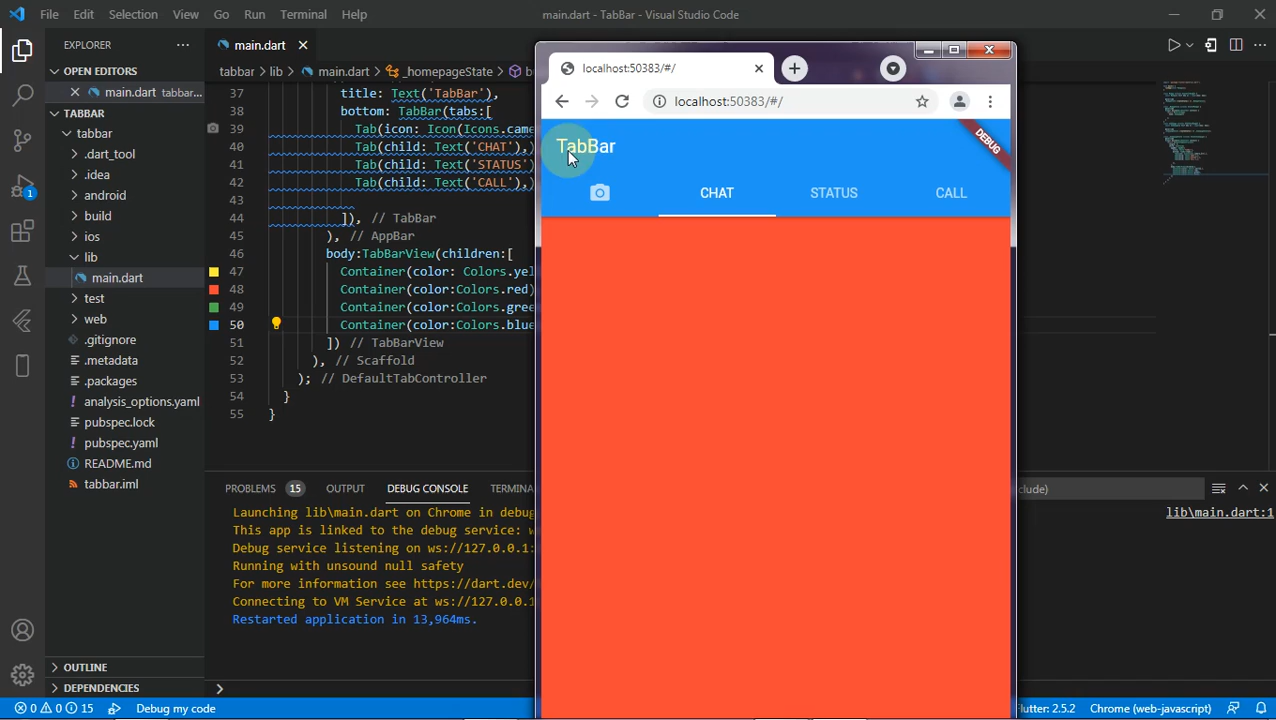 File Edit Selection View Go Run Terminal Help
main.dart - TabBar - Visual Studio Code
EXPLORER
OPEN EDITORS
main.dart tabbar...
TABBAR
tabbar
.dart_tool
.idea
android
build
ios
lib
main.dart
test
web
.gitignore
.metadata
.packages
analysis_options.yaml
pubspec.lock
pubspec.yaml
README.md
tabbar.iml
OUTLINE
DEPENDENCIES
1
main.dart
tabbar > lib > main.dart > _homepageState >
37 title: Text('TabBar'),
38 bottom: TabBar(tabs:[
39 Tab(icon: Icon(Icons.came
40 Tab(child: Text('CHAT'),)
41 Tab(child: Text('STATUS')
42 Tab(child: Text('CALL'),)
43
44 ]), // TabBar
45 ), // AppBar
46 body:TabBarView(children:[
47 Container(color: Colors.yel
48 Container(color:Colors.red)
49 Container(color:Colors.gree
50 Container(color:Colors.blue
51 ]) // TabBarView
52 ), // Scaffold
53 ); // DefaultTabController
54 }
55 }
PROBLEMS 15 OUTPUT DEBUG CONSOLE TERMINA
clude)
Launching lib\main.dart on Chrome in debug
lib\main.dart:1
This app is linked to the debug service: w
Debug service listening on ws://127.0.0.1:
Running with unsound null safety
For more information see https://dart.dev/
Connecting to VM Service at ws://127.0.0.1
Restarted application in 13,964ms.
localhost:50383/#/
localhost:50383/#/
TabBar
DEBUG
CHAT STATUS CALL
0 0 15 Debug my code
Flutter: 2.5.2 Chrome (web-javascript)